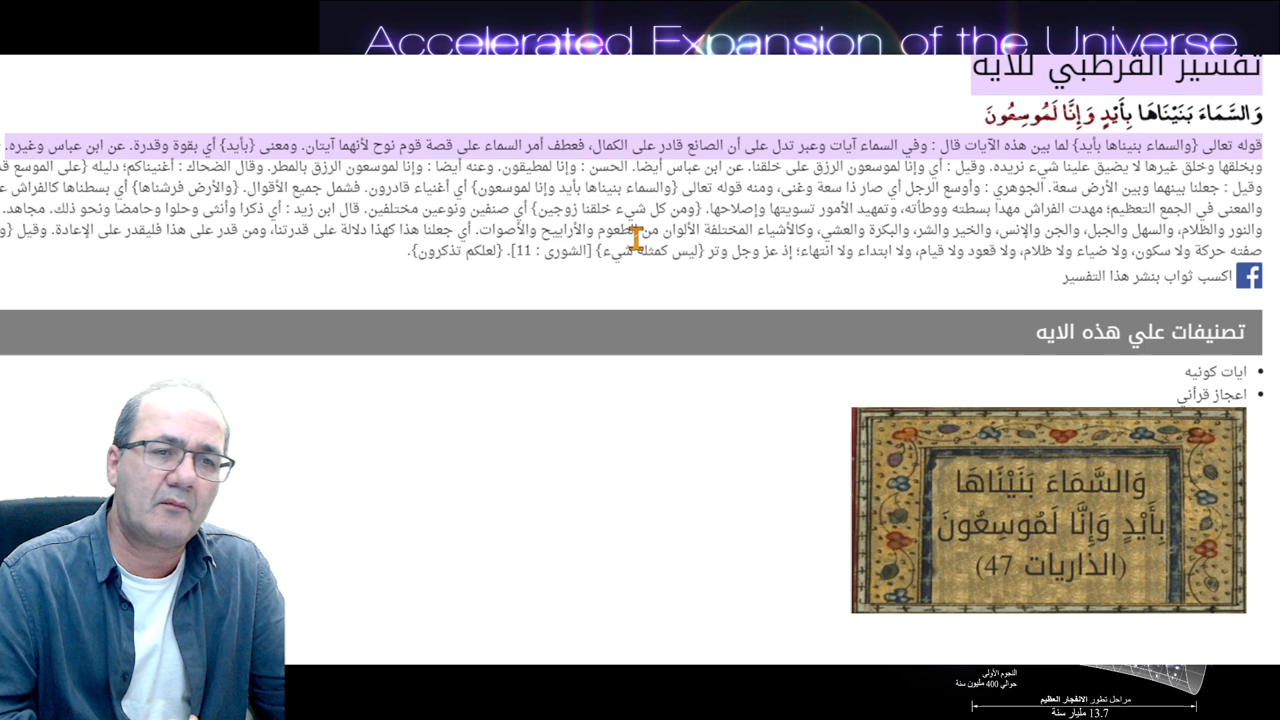 Accelerated Expansion of the Universe
تفسير القرطبي للآية
وَالسَّمَاءَ بَنَيْنَاهَا بِأَيْدٍ وَإِنَّا لَمُوسِعُونَ
قوله تعالى {والسماء بنيناها بأيد} لما بين هذه الآيات قال : وفي السماء آيات وعبر تدل على أن الصانع قادر على الكمال، فعطف أمر السماء على قصة قوم نوح لأنهما آيتان. ومعنى {بأيد} أي بقوة وقدرة. عن ابن عباس وغيره.
وبخلقها وخلق غيرها لا يضيق علينا شيء نريده. وقيل : أي وإنا لموسعون الرزق على خلقنا. عن ابن عباس أيضا. الحسن : وإنا لمطيقون. وعنه أيضا : وإنا لموسعون الرزق بالمطر. وقال الضحاك : أغنيناكم؛ دليله {على الموسع
وقيل : جعلنا بينهما وبين الأرض سعة. الجوهري : وأوسع الرجل أي صار ذا سعة وغنى، ومنه قوله تعالى {والسماء بنيناها بأيد وإنا لموسعون} أي أغنياء قادرون. فشمل جميع الأقوال. {والأرض فرشناها} أي بسطناها كالفراش
والمعنى في الجمع التعظيم؛ مهدت الفراش مهدا بسطته ووطأته، وتمهيد الأمور تسويتها وإصلاحها. {ومن كل شيء خلقنا زوجين} أي صنفين ونوعين مختلفين. قال ابن زيد : أي ذكرا وأنثى وحلوا وحامضا ونحو ذلك. مجاهد.
والنور والظلام، والسهل والجبل، والجن والإنس، والخير والشر، والبكرة والعشي، وكالأشياء المختلفة الألوان من الطعوم والأراييح والأصوات. أي جعلنا هذا كهذا دلالة على قدرتنا، ومن قدر على هذا فليقدر على الإعادة. وقيل
صفته حركة ولا سكون، ولا ضياء ولا ظلام، ولا قعود ولا قيام، ولا ابتداء ولا انتهاء؛ إذ عز وجل وتر {ليس كمثله شيء} [الشورى : 11]. {لعلكم تذكرون}.
اكسب ثواب بنشر هذا التفسير
تصنيفات علي هذه الايه
ايات كونيه
اعجاز قرأني
وَالسَّمَاءَ بَنَيْنَاهَا
بِأَيْدٍ وَإِنَّا لَمُوسِعُونَ
(الذاريات 47)
النجوم الأولى
حوالي 400 مليون سنة
مراحل تطور الانفجار العظيم
13.7 مليار سنة